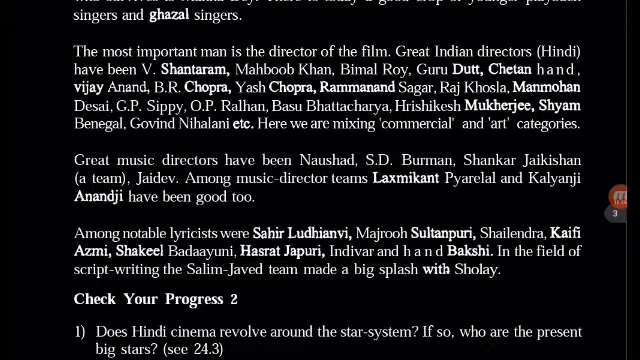 singers and ghazal singers.
The most important man is the director of the film. Great Indian directors (Hindi)
have been V. Shantaram, Mahboob Khan, Bimal Roy, Guru Dutt, Chetan hand,
vijay Anand, B.R. Chopra, Yash Chopra, Rammanand Sagar, Raj Khosla, Manmohan
Desai, G.P. Sippy, O.P. Ralhan, Basu Bhattacharya, Hrishikesh Mukherjee, Shyam
Benegal, Govind Nihalani etc. Here we are mixing 'commercial' and 'art' categories.
Great music directors have been Naushad, S.D. Burman, Shankar Jaikishan
(a team), Jaidev. Among music-director teams Laxmikant Pyarelal and Kalyanji
Anandji have been good too.
Among notable lyricists were Sahir Ludhianvi, Majrooh Sultanpuri, Shailendra, Kaifi
Azmi, Shakeel Badaayuni, Hasrat Japuri, Indivar and hand Bakshi. In the field of
script-writing the Salim-Javed team made a big splash with Sholay.
3
Check Your Progress 2
1) Does Hindi cinema revolve around the star-system? If so, who are the present
big stars? (see 24.3)